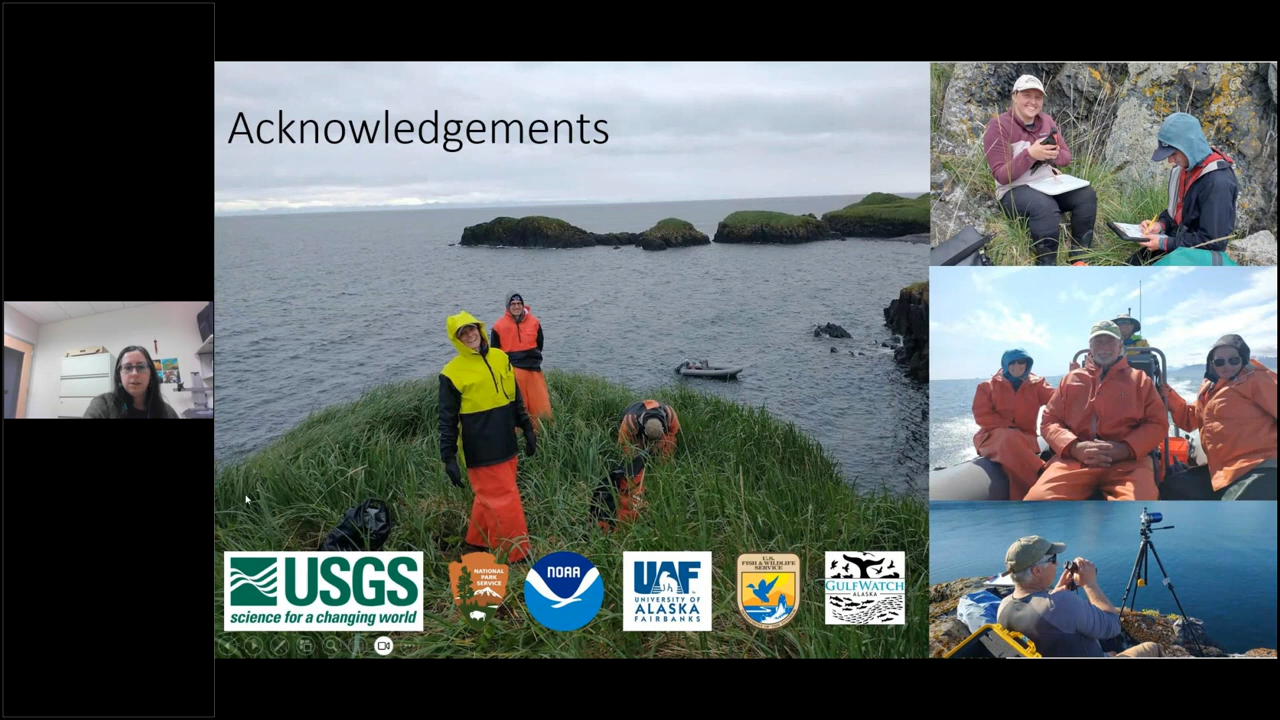 Acknowledgements
USGS
science for a changing world
NATIONAL
PARK
SERVICE
NOAA
UAF
UNIVERSITY OF
ALASKA
FAIRBANKS
U.S.
FISH & WILDLIFE
SERVICE
GULFWATCH
ALASKA